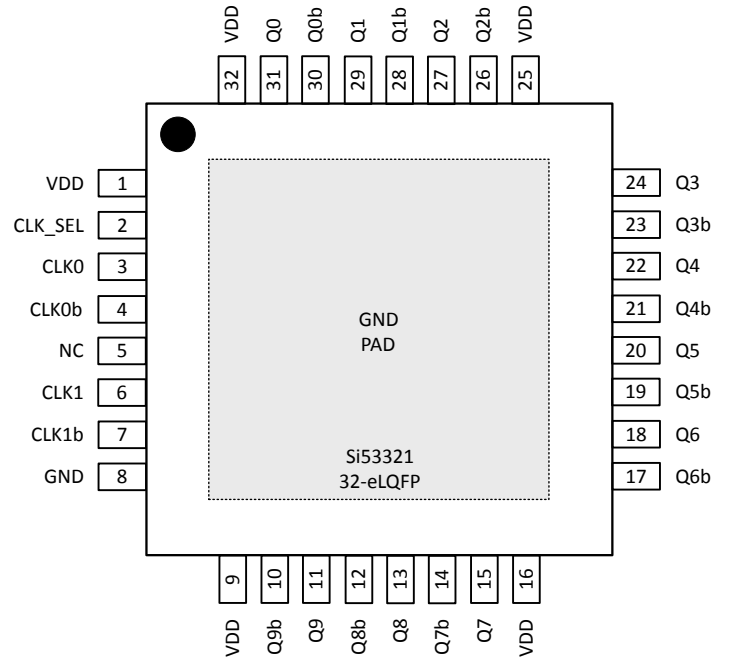 VDD Q0 Q0b Q1 Q1b Q2 Q2b VDD
32 31 30 29 28 27 26 25
VDD 1
CLK_SEL 2
CLK0 3
CLK0b 4
NC 5
CLK1 6
CLK1b 7
GND 8
GND
PAD
Si53321
32-eLQFP
24 Q3
23 Q3b
22 Q4
21 Q4b
20 Q5
19 Q5b
18 Q6
17 Q6b
9 10 11 12 13 14 15 16
VDD Q9b Q9 Q8b Q8 Q7b Q7 VDD